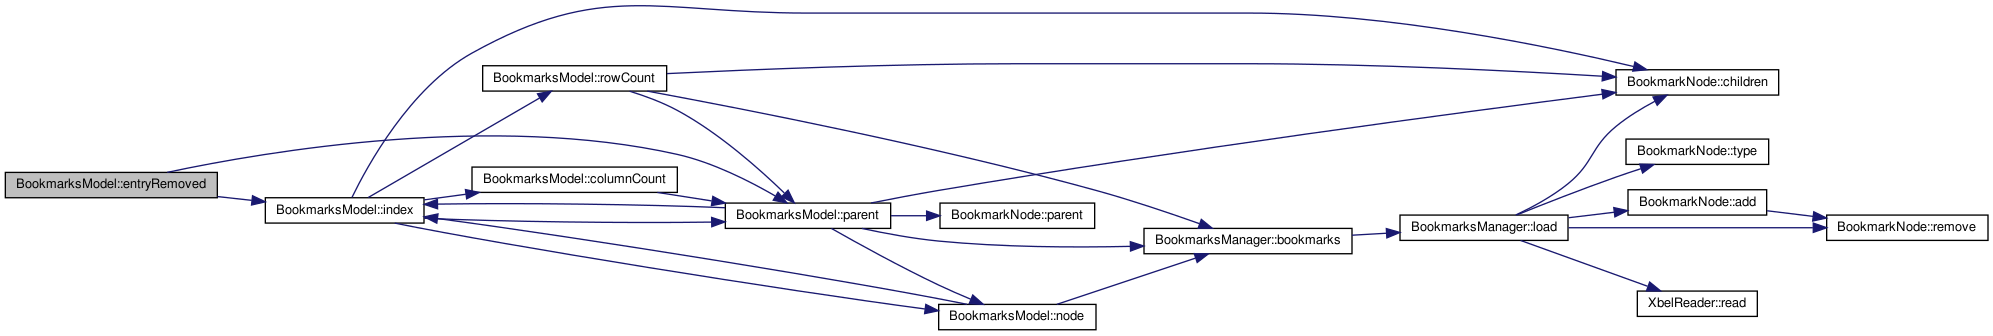 BookmarksModel::entryRemoved
BookmarksModel::index
BookmarksModel::rowCount
BookmarksModel::columnCount
BookmarksModel::parent
BookmarkNode::parent
BookmarksModel::node
BookmarksManager::bookmarks
BookmarksManager::load
BookmarkNode::children
BookmarkNode::type
BookmarkNode::add
BookmarkNode::remove
XbelReader::read